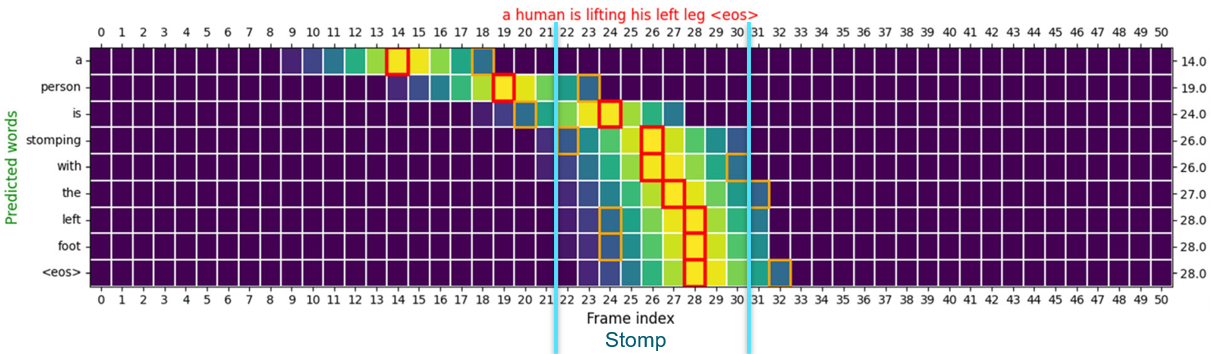 a human is lifting his left leg <eos>
0 1 2 3 4 5 6 7 8 9 10 11 12 13 14 15 16 17 18 19 20 21 22 23 24 25 26 27 28 29 30 31 32 33 34 35 36 37 38 39 40 41 42 43 44 45 46 47 48 49 50
Predicted words
a 14.0
person 19.0
is 24.0
stomping 26.0
with 26.0
the 27.0
left 28.0
foot 28.0
<eos> 28.0
0 1 2 3 4 5 6 7 8 9 10 11 12 13 14 15 16 17 18 19 20 21 22 23 24 25 26 27 28 29 30 31 32 33 34 35 36 37 38 39 40 41 42 43 44 45 46 47 48 49 50
Frame index
Stomp